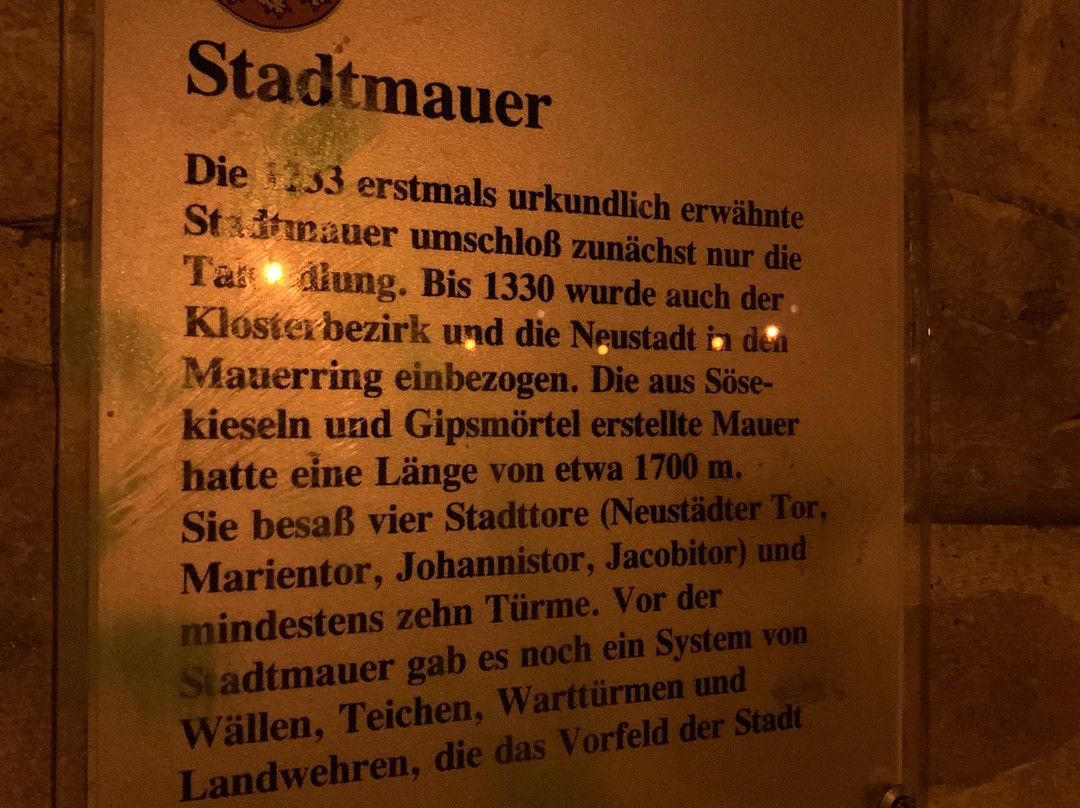 Stadtmauer
Die 1233 erstmals urkundlich erwähnte
Stadtmauer umschloß zunächst nur die
Bis 1330 wurde auch der
Klosterbezirk und die Neustadt in den
Mauerring einbezogen. Die aus Söse-
kieseln und Gipsmörtel erstellte Mauer
hatte eine Länge von etwa 1700 m.
Sie besaß vier Stadttore (Neustädter Tor,
Marientor, Johannistor, Jacobitor) und
mindestens zehn Türme. Vor der
Stadtmauer gab es noch ein System von
Wällen, Teichen, Warttürmen und
Landwehren, die das Vorfeld der Stadt